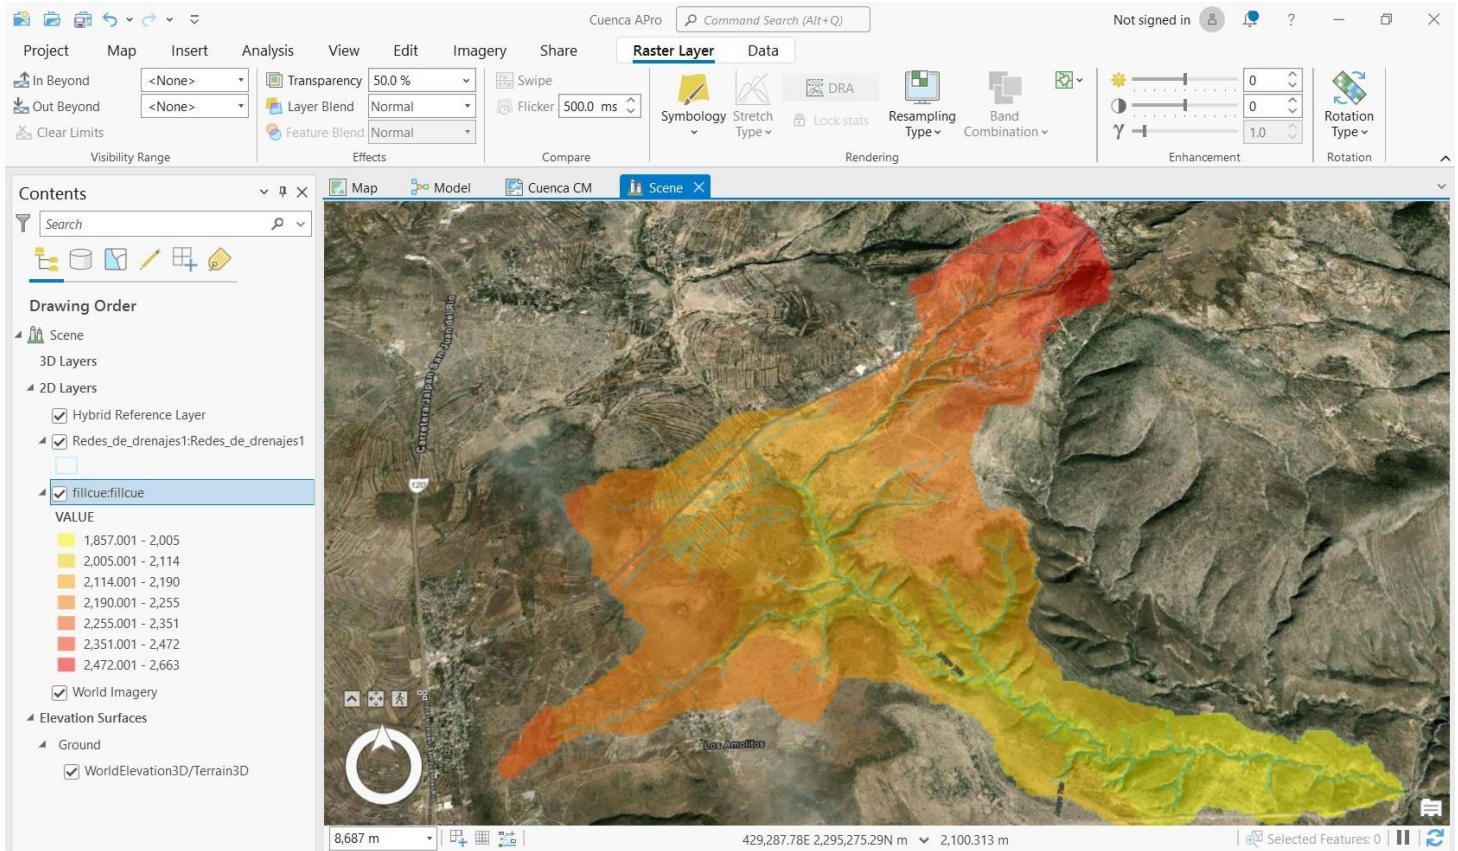 Cuenca APro
Command Search (Alt+Q)
Not signed in
?
Project Map Insert Analysis View Edit Imagery Share Raster Layer Data
In Beyond <None>
Out Beyond <None>
Clear Limits
Visibility Range
Transparency 50.0 %
Layer Blend Normal
Feature Blend Normal
Effects
Swipe
Flicker 500.0 ms
Compare
Symbology
Stretch
Type
DRA
Lock stats
Resampling
Type
Band
Combination
Rendering
0
0
γ 1.0
Enhancement
Rotation
Type
Rotation
Contents
Search
Drawing Order
Scene
3D Layers
2D Layers
Hybrid Reference Layer
Redes_de_drenajes1:Redes_de_drenajes1
fillcue:fillcue
VALUE
1,857.001 - 2,005
2,005.001 - 2,114
2,114.001 - 2,190
2,190.001 - 2,255
2,255.001 - 2,351
2,351.001 - 2,472
2,472.001 - 2,663
World Imagery
Elevation Surfaces
Ground
WorldElevation3D/Terrain3D
Map Model Cuenca CM Scene
Carretera Jalpan San Juan del Río
120
Los Amolitos
8,687 m
429,287.78E 2,295,275.29N m 2,100.313 m
Selected Features: 0